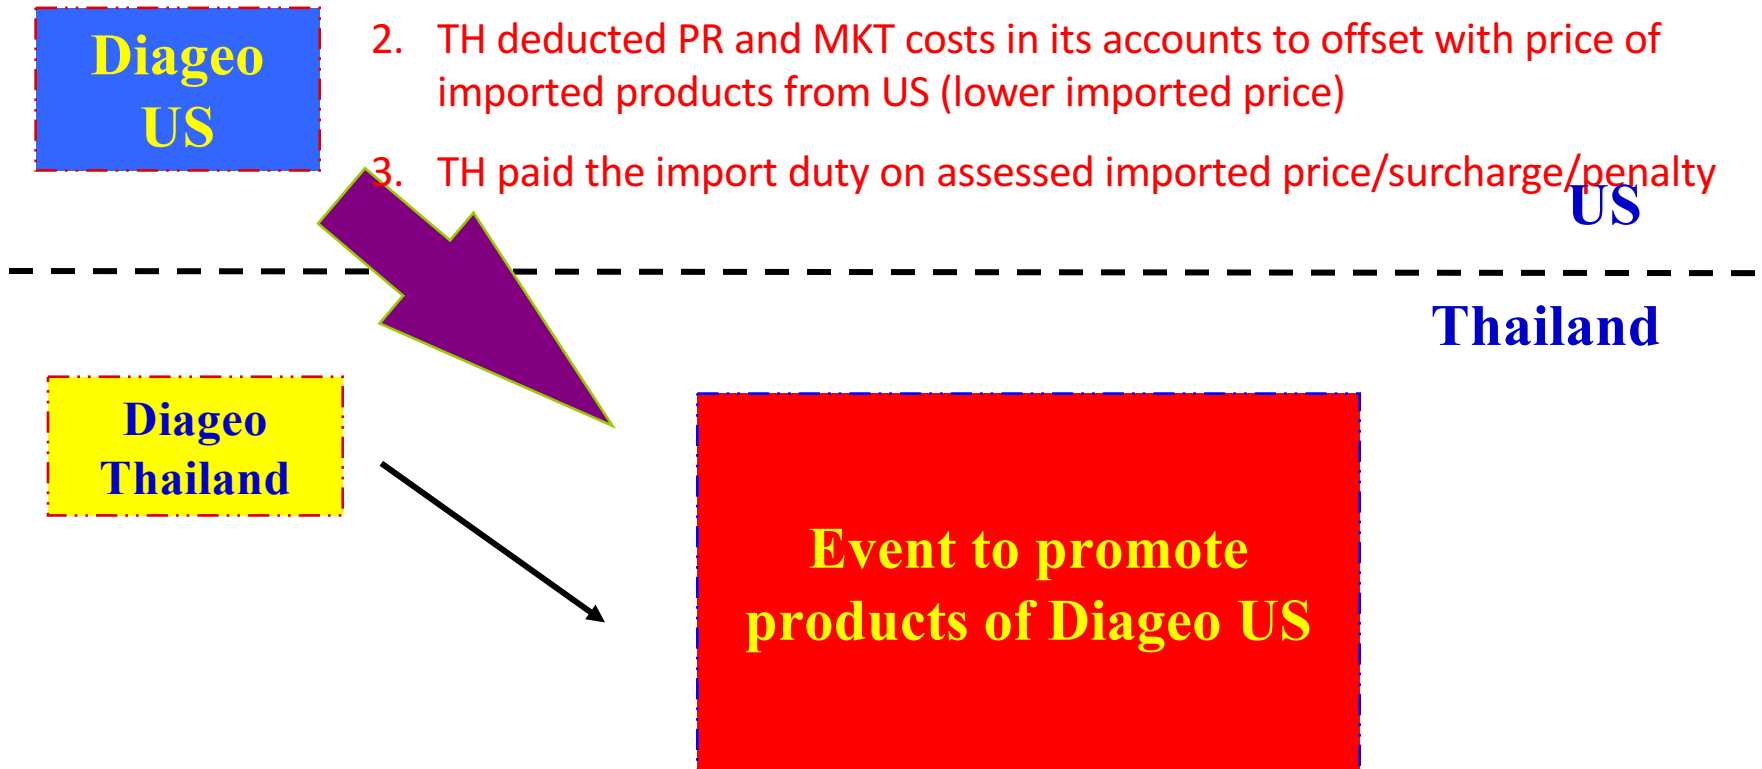 Diageo
US
2. TH deducted PR and MKT costs in its accounts to offset with price of
imported products from US (lower imported price)
3. TH paid the import duty on assessed imported price/surcharge/penalty
US
Thailand
Diageo
Thailand
Event to promote
products of Diageo US